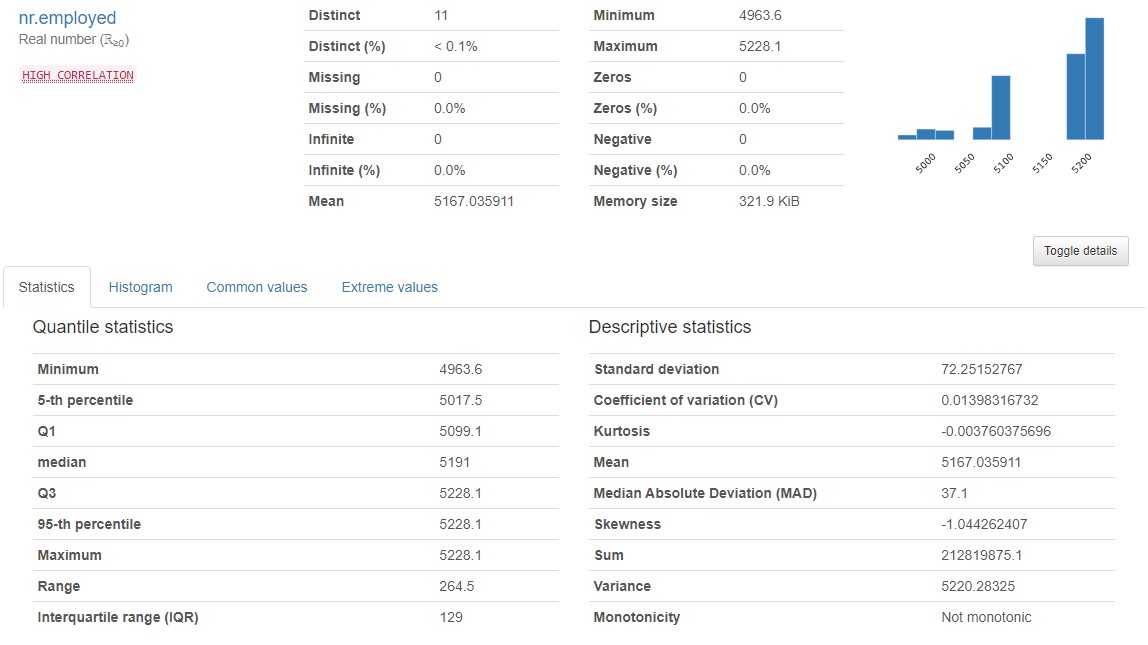 nr.employed
Real number (ℝ≥0)
HIGH CORRELATION
Distinct 11
Distinct (%) < 0.1%
Missing 0
Missing (%) 0.0%
Infinite 0
Infinite (%) 0.0%
Mean 5167.035911
Minimum 4963.6
Maximum 5228.1
Zeros 0
Zeros (%) 0.0%
Negative 0
Negative (%) 0.0%
Memory size 321.9 KiB
5000 5050 5100 5150 5200
Toggle details
Statistics Histogram Common values Extreme values
Quantile statistics
Minimum 4963.6
5-th percentile 5017.5
Q1 5099.1
median 5191
Q3 5228.1
95-th percentile 5228.1
Maximum 5228.1
Range 264.5
Interquartile range (IQR) 129
Descriptive statistics
Standard deviation 72.25152767
Coefficient of variation (CV) 0.01398316732
Kurtosis -0.003760375696
Mean 5167.035911
Median Absolute Deviation (MAD) 37.1
Skewness -1.044262407
Sum 212819875.1
Variance 5220.28325
Monotonicity Not monotonic